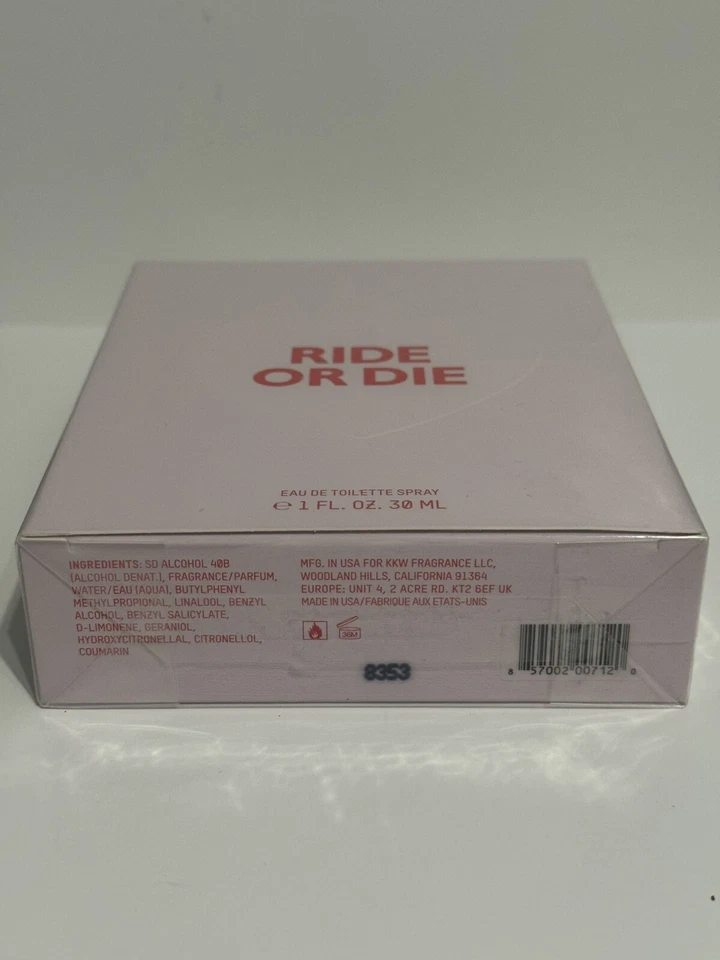 RIDE
OR DIE
EAU DE TOILETTE SPRAY
℮ 1 FL. OZ. 30 ML
INGREDIENTS: SD ALCOHOL 40B
(ALCOHOL DENAT.), FRAGRANCE/PARFUM,
WATER/EAU (AQUA), BUTYLPHENYL
METHYLPROPIONAL, LINALOOL, BENZYL
ALCOHOL, BENZYL SALICYLATE,
D-LIMONENE, GERANIOL,
HYDROXYCITRONELLAL, CITRONELLOL,
COUMARIN
MFG. IN USA FOR KKW FRAGRANCE LLC,
WOODLAND HILLS, CALIFORNIA 91364
EUROPE: UNIT 4, 2 ACRE RD. KT2 6EF UK
MADE IN USA/FABRIQUE AUX ETATS-UNIS
36M
8353
8 57002 00712 0